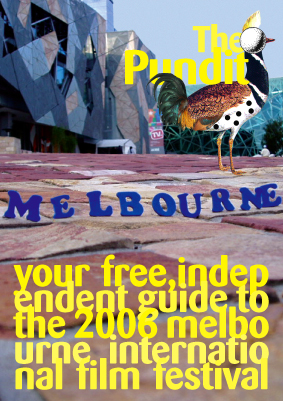 The
Pundit
MELBOURNE
your free,indep
endent guide to
the 2006 melbo
urne internatio
nal film festival